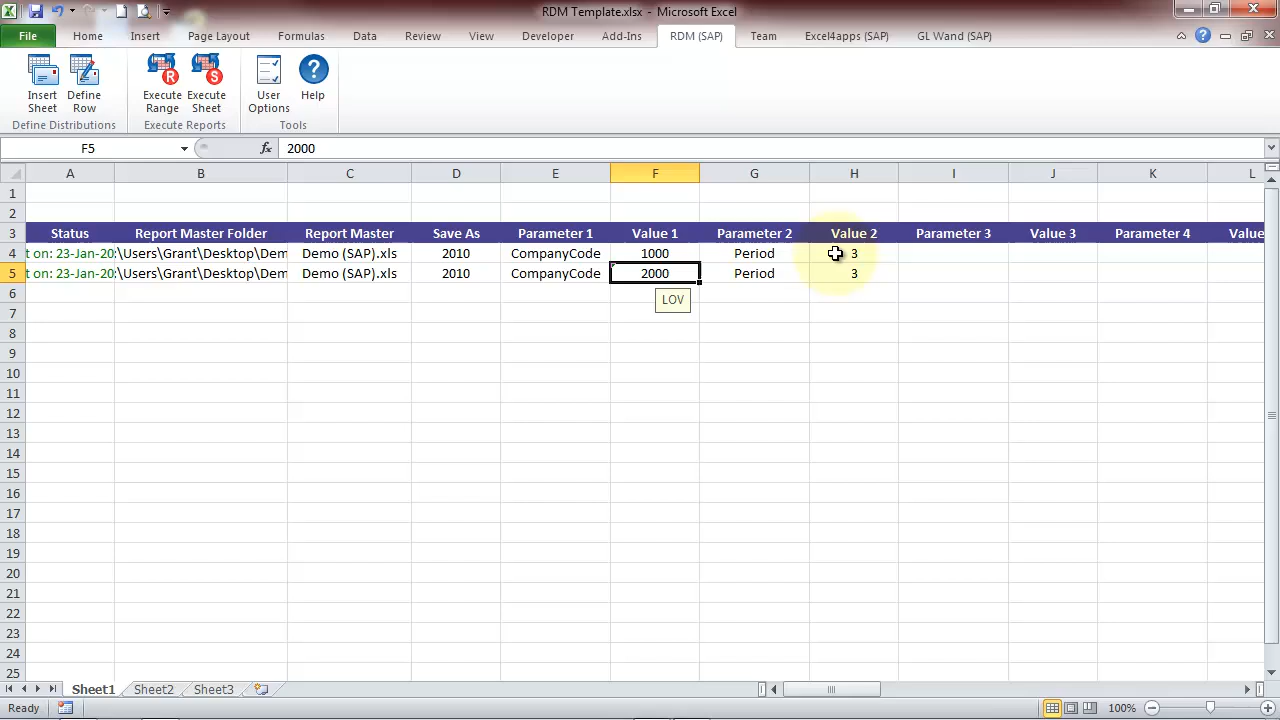 RDM Template.xlsx - Microsoft Excel
File Home Insert Page Layout Formulas Data Review View Developer Add-Ins RDM (SAP) Team Excel4apps (SAP) GL Wand (SAP)
Insert Sheet
Define Row
Execute Range
Execute Sheet
User Options
Help
Define Distributions Execute Reports Tools
F5 fx 2000
A B C D E F G H I J K L
1
2
3 Status Report Master Folder Report Master Save As Parameter 1 Value 1 Parameter 2 Value 2 Parameter 3 Value 3 Parameter 4 Value
4 t on: 23-Jan-20 :\Users\Grant\Desktop\Dem Demo (SAP).xls 2010 CompanyCode 1000 Period 3
5 t on: 23-Jan-20 :\Users\Grant\Desktop\Dem Demo (SAP).xls 2010 CompanyCode 2000 Period 3
6 LOV
7
8
9
10
11
12
13
14
15
16
17
18
19
20
21
22
23
24
25
Sheet1 Sheet2 Sheet3
Ready 100%